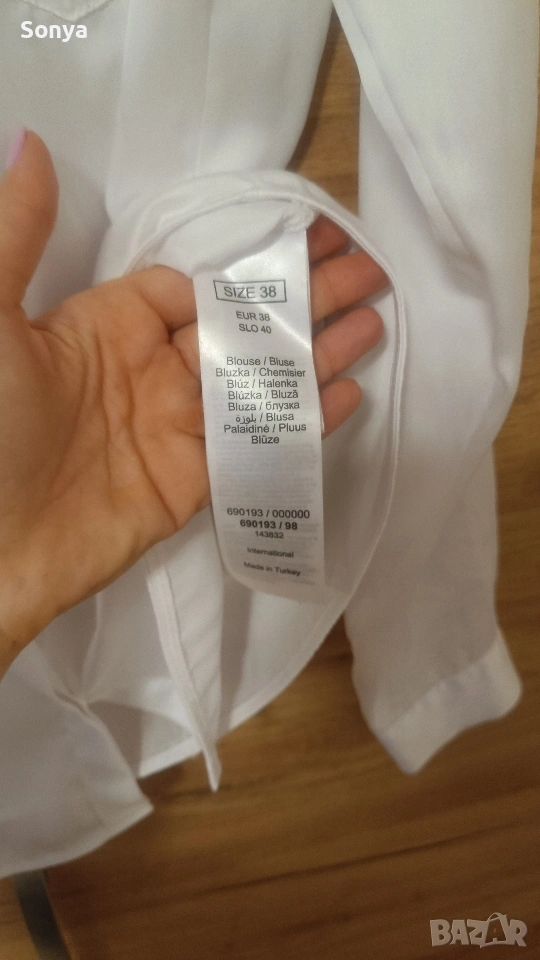 Sonya
SIZE 38
EUR 38
SLO 40
Blouse / Bluse
Bluzka / Chemisier
Blúz / Halenka
Blúzka / Bluză
Bluza / блузка
بلوزة / Blusa
Palaidinė / Pluus
Blūze
690193 / 000000
690193 / 98
143832
International
Made in Turkey
BAZAR